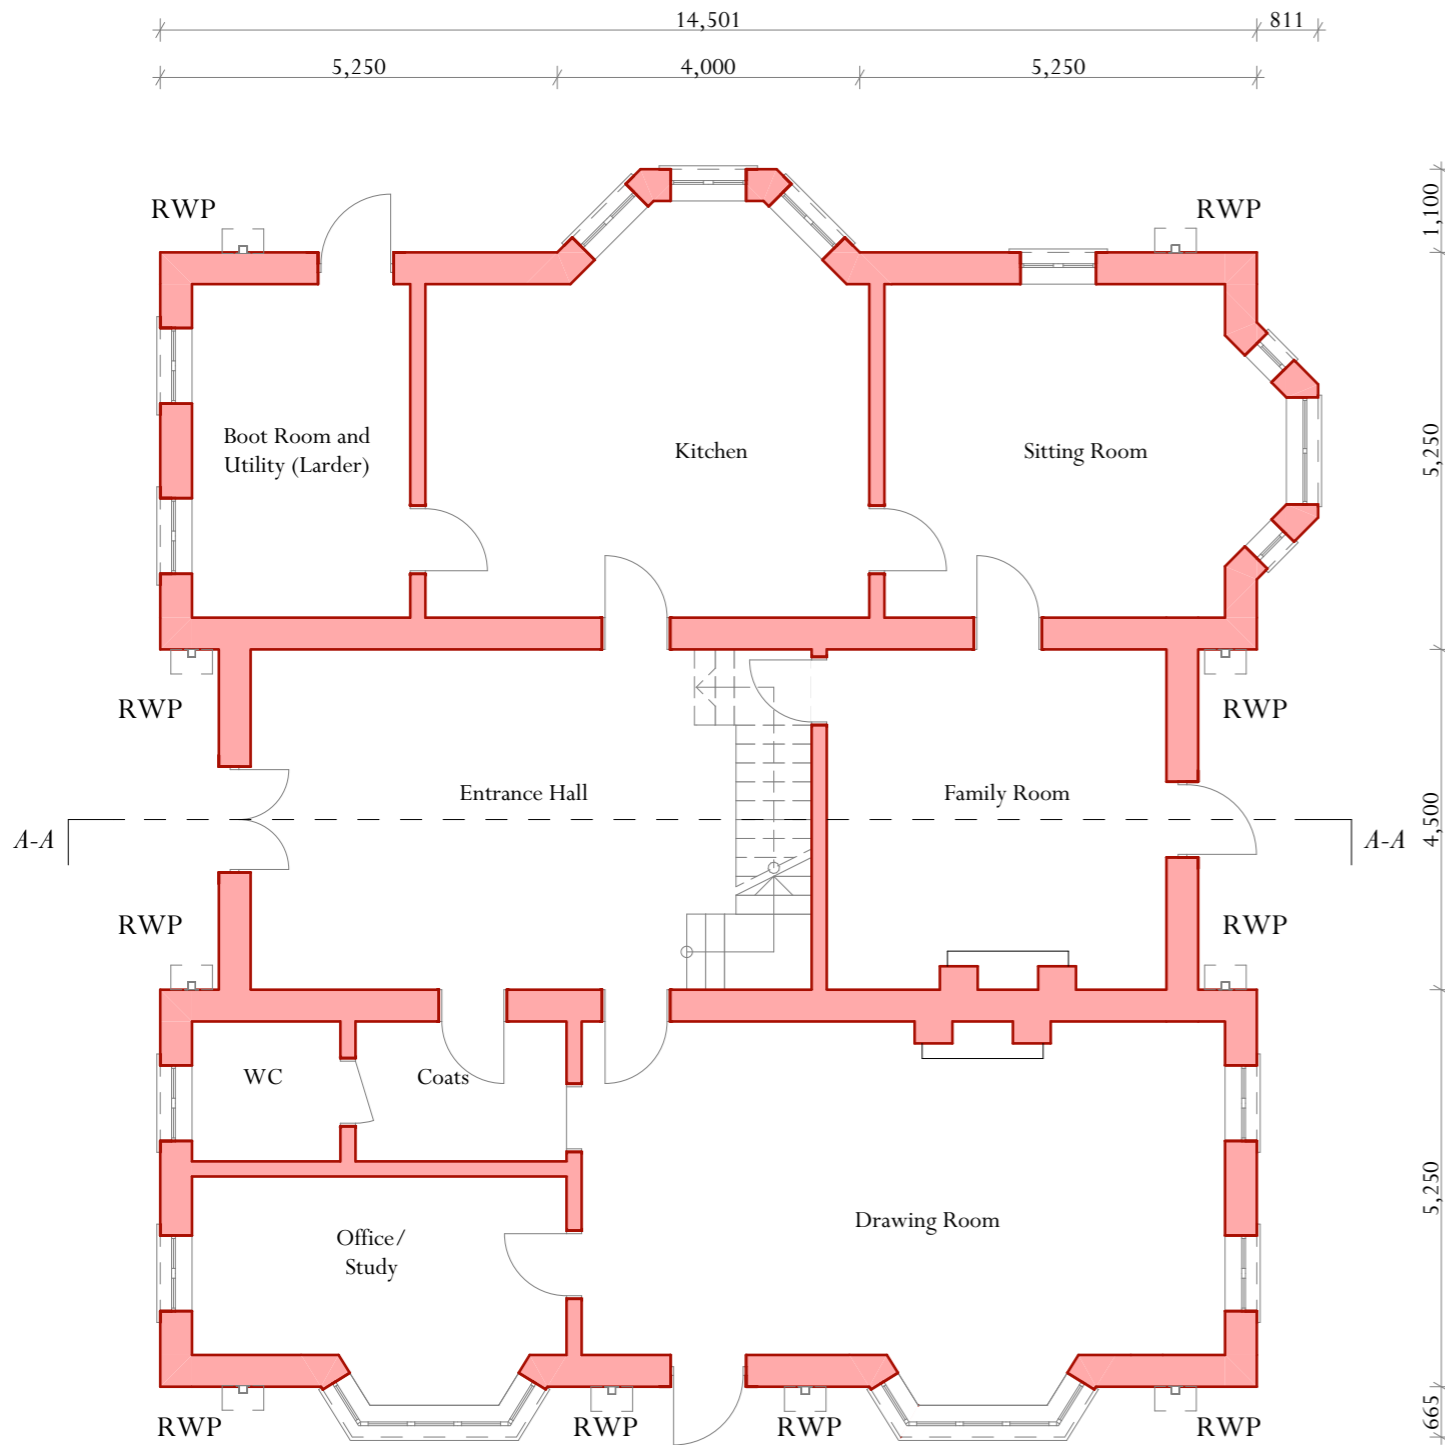 14,501
811
5,250
4,000
5,250
RWP
RWP
1,100
Boot Room and
Utility (Larder)
Kitchen
Sitting Room
5,250
RWP
RWP
Entrance Hall
Family Room
A-A
A-A
4,500
RWP
RWP
WC
Coats
Office/
Study
Drawing Room
5,250
RWP
RWP
RWP
RWP
665